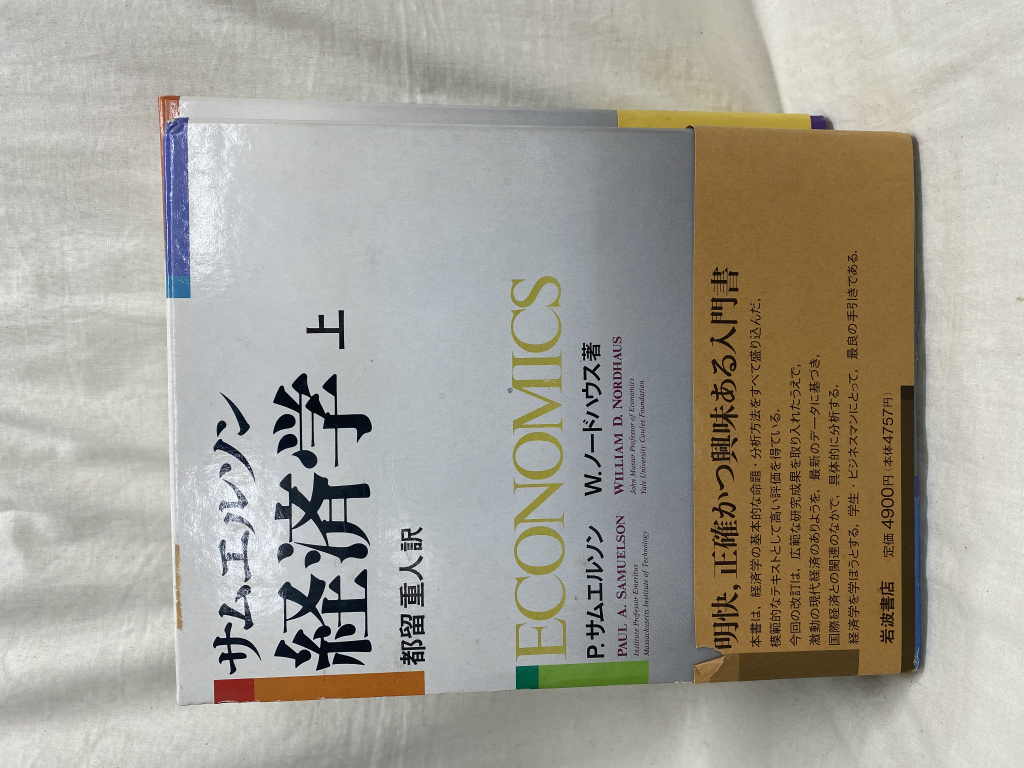 サムエルソン
経済学 上
都留重人訳
ECONOMICS
P.サムエルソン W.ノードハウス著
PAUL A. SAMUELSON WILLIAM D. NORDHAUS
Institute Professor Emeritus John Musser Professor of Economics
Massachusetts Institute of Technology Yale University Cowles Foundation
明快,正確かつ興味ある入門書
本書は,経済学の基本的な命題・分析方法をすべて盛り込んだ,
模範的なテキストとして高い評価を得ている.
今回の改訂は,広範な研究成果を取り入れたうえで,
激動の現代経済のありようを,最新のデータに基づき,
国際経済との関連のなかで,具体的に分析する.
経済学を学ぼうとする,学生・ビジネスマンにとって,最良の手引きである.
岩波書店 定価 4900円(本体4757円)